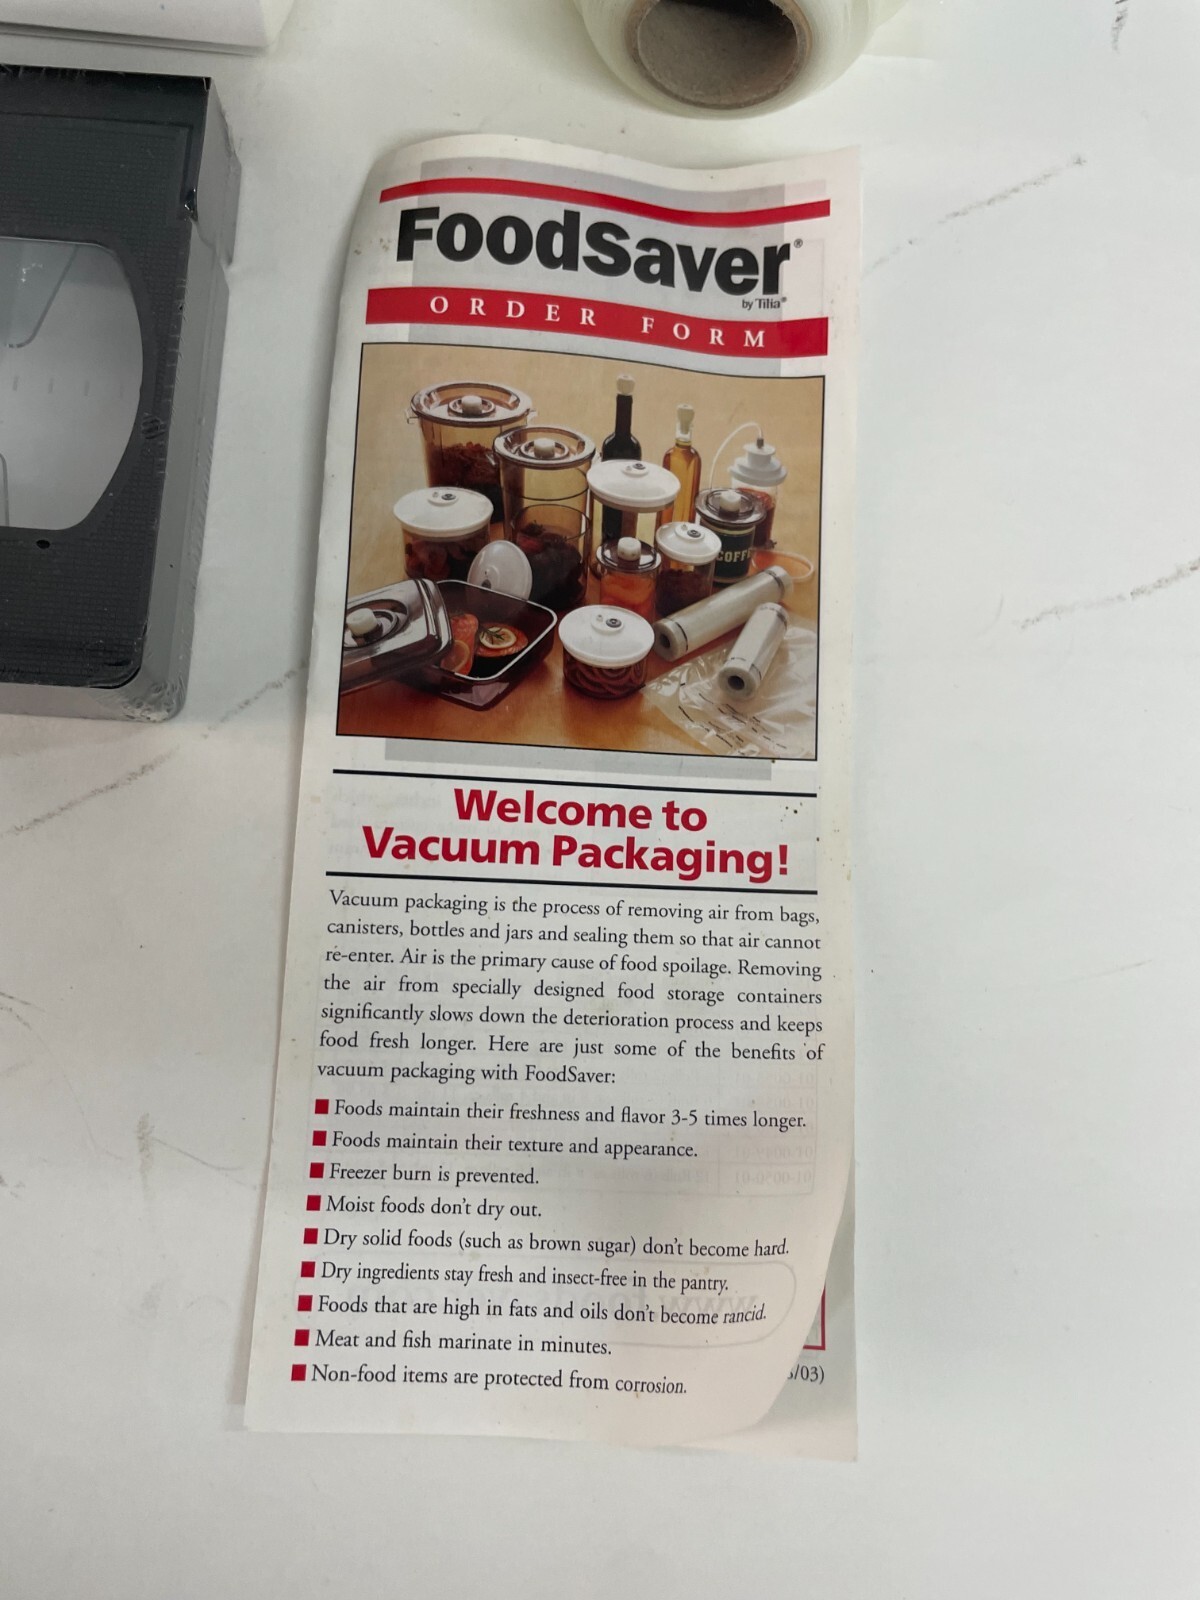 FoodSaver®
by Tilia®
ORDER FORM
COFF
Welcome to
Vacuum Packaging!
Vacuum packaging is the process of removing air from bags,
canisters, bottles and jars and sealing them so that air cannot
re-enter. Air is the primary cause of food spoilage. Removing
the air from specially designed food storage containers
significantly slows down the deterioration process and keeps
food fresh longer. Here are just some of the benefits of
vacuum packaging with FoodSaver:
■ Foods maintain their freshness and flavor 3-5 times longer.
■ Foods maintain their texture and appearance.
■ Freezer burn is prevented.
■ Moist foods don't dry out.
■ Dry solid foods (such as brown sugar) don't become hard.
■ Dry ingredients stay fresh and insect-free in the pantry.
■ Foods that are high in fats and oils don't become rancid.
■ Meat and fish marinate in minutes.
■ Non-food items are protected from corrosion.
/03)